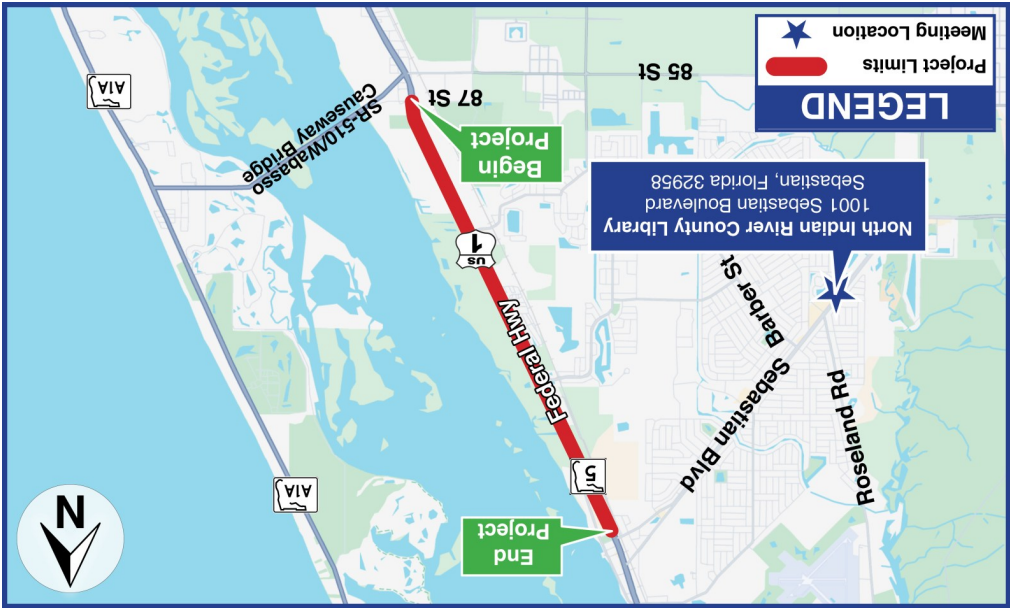 N
A1A
End
Project
5
Roseland Rd
Sebastian Blvd
Federal Hwy
Barber St
US
1
A1A
North Indian River County Library
1001 Sebastian Boulevard
Sebastian, Florida 32958
SR-510/Wabasso
Causeway Bridge
Begin
Project
87 St
A1A
85 St
LEGEND
Project Limits
Meeting Location